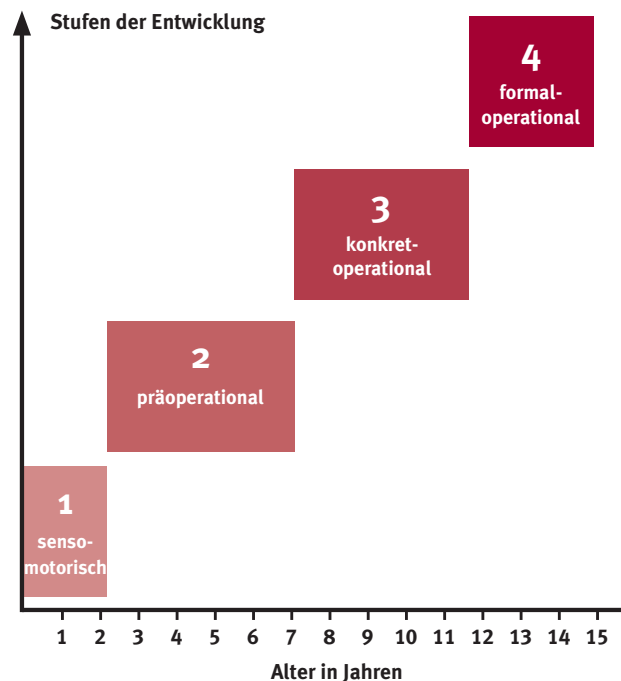 Stufen der Entwicklung
4
formal-
operational
3
konkret-
operational
2
präoperational
1
senso-
motorisch
1 2 3 4 5 6 7 8 9 10 11 12 13 14 15
Alter in Jahren